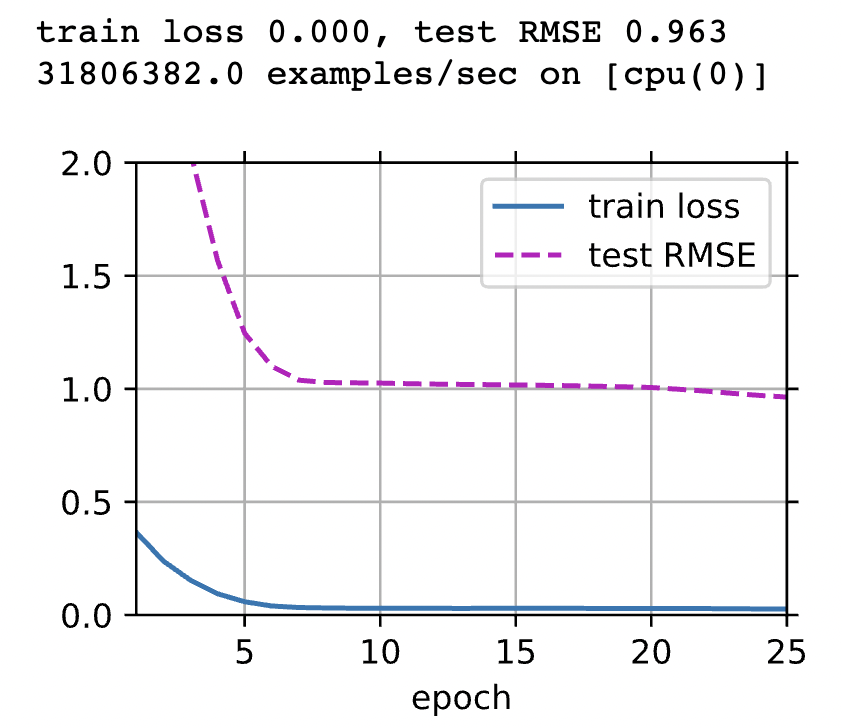 train loss 0.000, test RMSE 0.963
31806382.0 examples/sec on [cpu(0)]
2.0
1.5
1.0
0.5
0.0
train loss
test RMSE
5 10 15 20 25
epoch